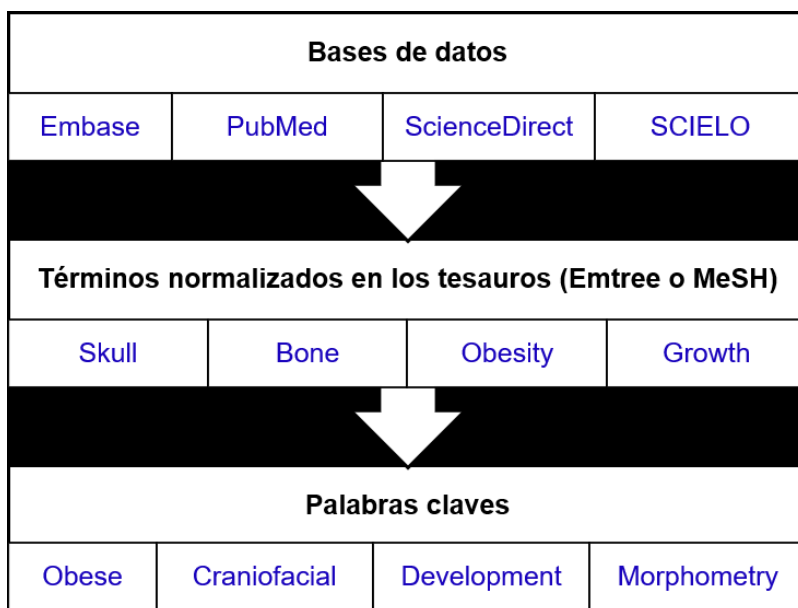 Bases de datos
Embase PubMed ScienceDirect SCIELO
Términos normalizados en los tesauros (Emtree o MeSH)
Skull Bone Obesity Growth
Palabras claves
Obese Craniofacial Development Morphometry